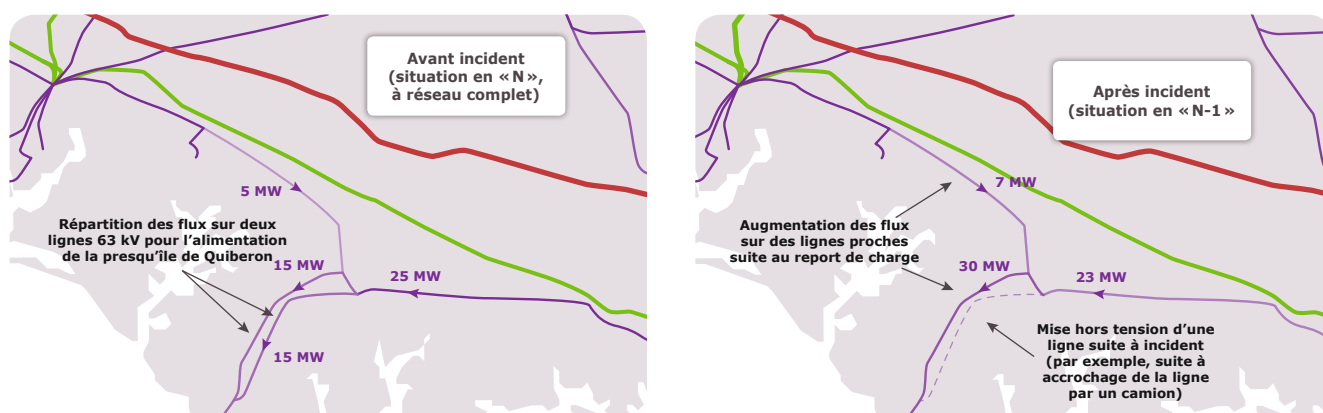 Avant incident
(situation en « N »,
à réseau complet)
5 MW
Répartition des flux sur deux
lignes 63 kV pour l’alimentation
de la presqu’île de Quiberon
15 MW
25 MW
15 MW
Après incident
(situation en « N-1 »
7 MW
Augmentation des flux
sur des lignes proches
suite au report de charge
30 MW
23 MW
Mise hors tension d’une
ligne suite à incident
(par exemple, suite à
accrochage de la ligne
par un camion)